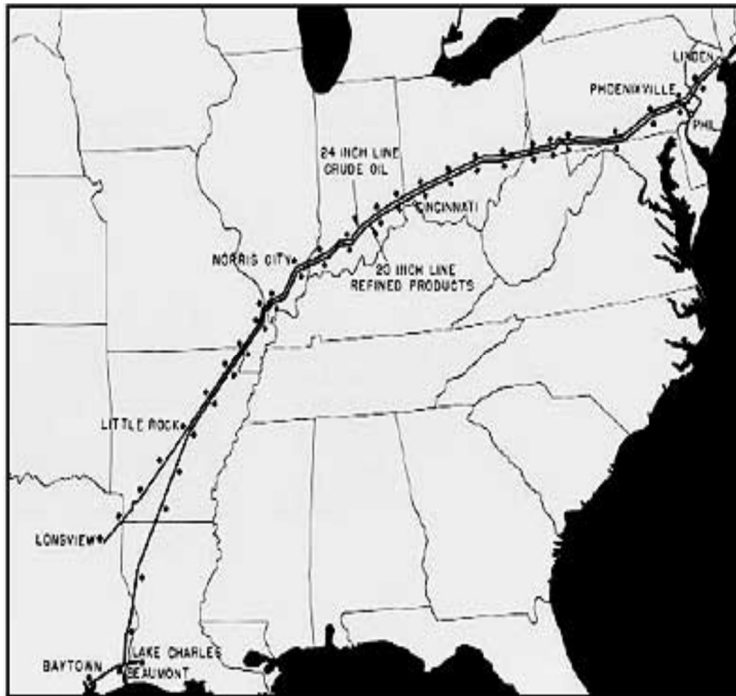 LINDEN
PHOENIXVILLE
PHIL
24 INCH LINE
CRUDE OIL
CINCINNATI
NORRIS CITY
20 INCH LINE
REFINED PRODUCTS
LITTLE ROCK
LONGVIEW
LAKE CHARLES
BAYTOWN
BEAUMONT